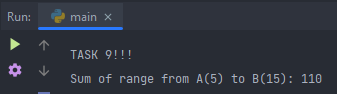 Run: main ×
TASK 9!!!
Sum of range from A(5) to B(15): 110